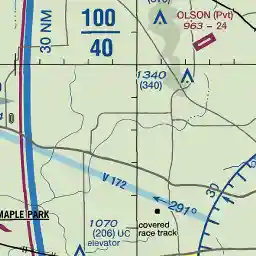 OLSON (Pvt)
963 - 24
100
40
30 NM
1340
(340)
V 172
291°
30
MAPLE PARK
1070
(206) UC
elevator
covered
race track